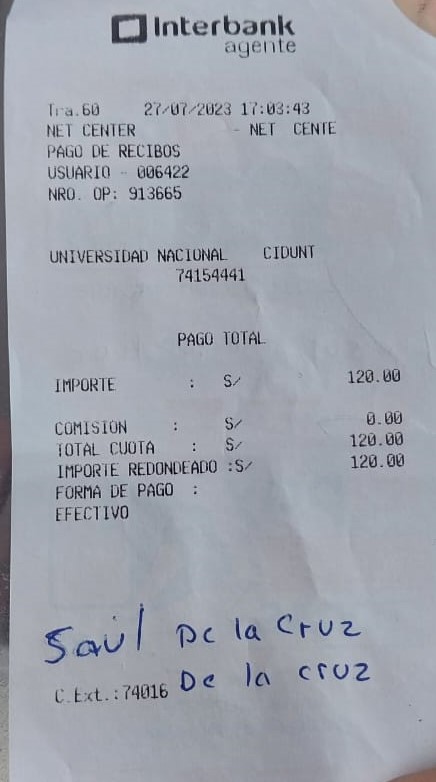 Interbank
agente
Tra.60 27/07/2023 17:03:43
NET CENTER - NET CENTE
PAGO DE RECIBOS
USUARIO - 006422
NRO. OP: 913665
UNIVERSIDAD NACIONAL CIDUNT
74154441
PAGO TOTAL
IMPORTE : S/ 120.00
COMISION : S/ 0.00
TOTAL CUOTA : S/ 120.00
IMPORTE REDONDEADO :S/ 120.00
FORMA DE PAGO :
EFECTIVO
Saúl De la Cruz
De la cruz
C.Ext.:74016